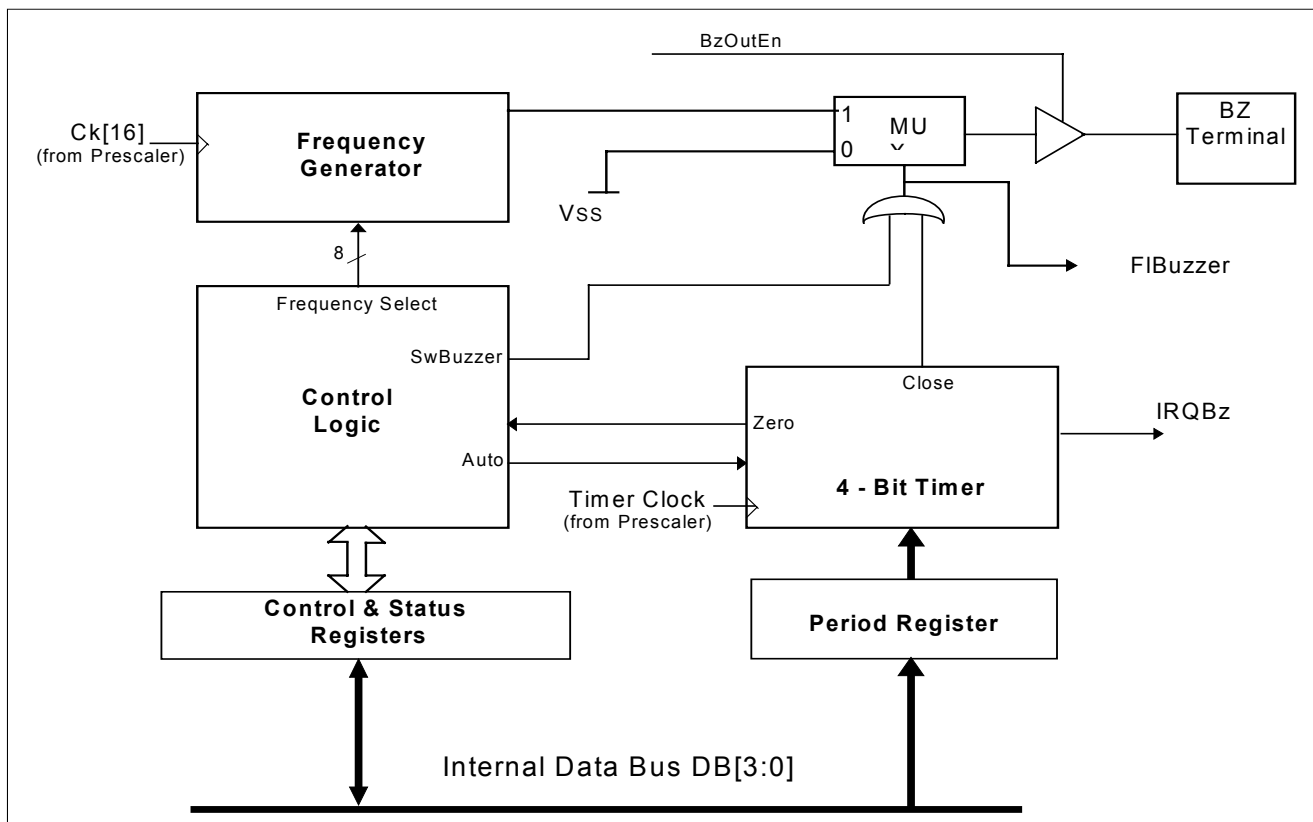 BzOutEn
Ck[16]
(from Prescaler)
Frequency
Generator
1
0
MU
BZ
Terminal
Vss
8
FlBuzzer
Frequency Select
SwBuzzer
Control
Logic
Auto
Close
Zero
4 - Bit Timer
IRQBz
Timer Clock
(from Prescaler)
Control & Status
Registers
Period Register
Internal Data Bus DB[3:0]